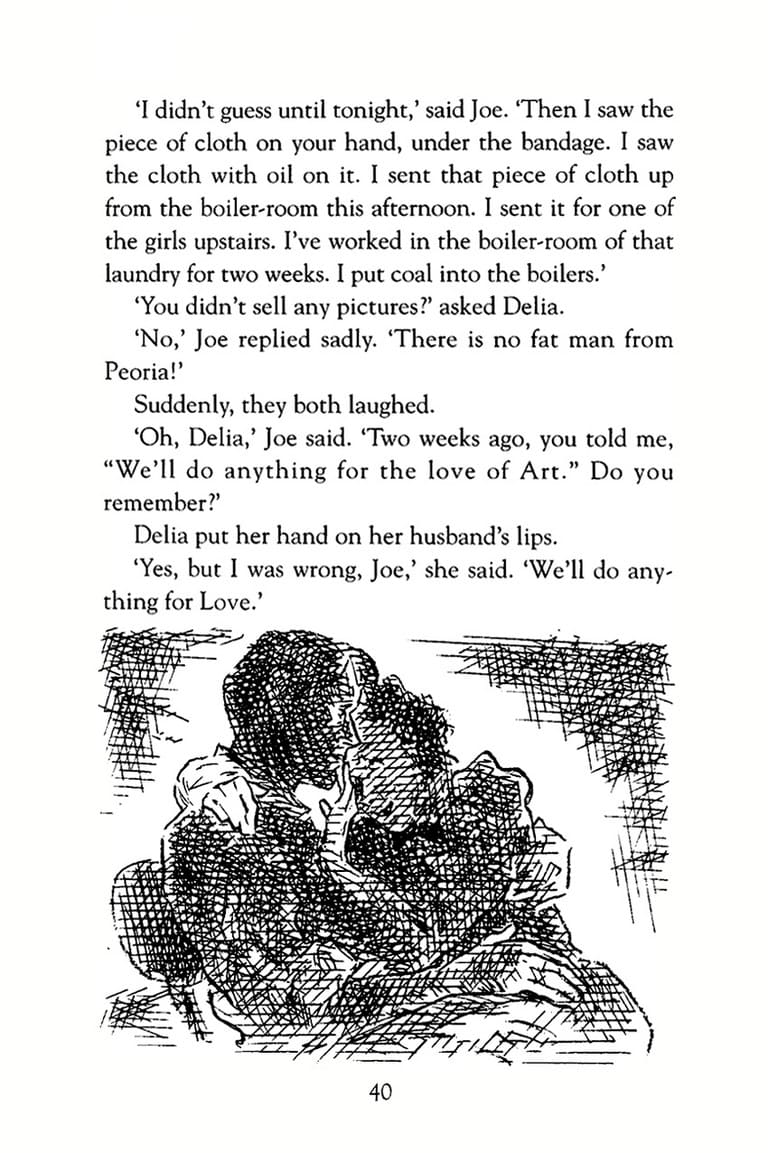 ‘I didn’t guess until tonight,’ said Joe. ‘Then I saw the
piece of cloth on your hand, under the bandage. I saw
the cloth with oil on it. I sent that piece of cloth up
from the boiler-room this afternoon. I sent it for one of
the girls upstairs. I’ve worked in the boiler-room of that
laundry for two weeks. I put coal into the boilers.’
‘You didn’t sell any pictures?’ asked Delia.
‘No,’ Joe replied sadly. ‘There is no fat man from
Peoria!’
Suddenly, they both laughed.
‘Oh, Delia,’ Joe said. ‘Two weeks ago, you told me,
“We’ll do anything for the love of Art.” Do you
remember?’
Delia put her hand on her husband’s lips.
‘Yes, but I was wrong, Joe,’ she said. ‘We’ll do any-
thing for Love.’
40